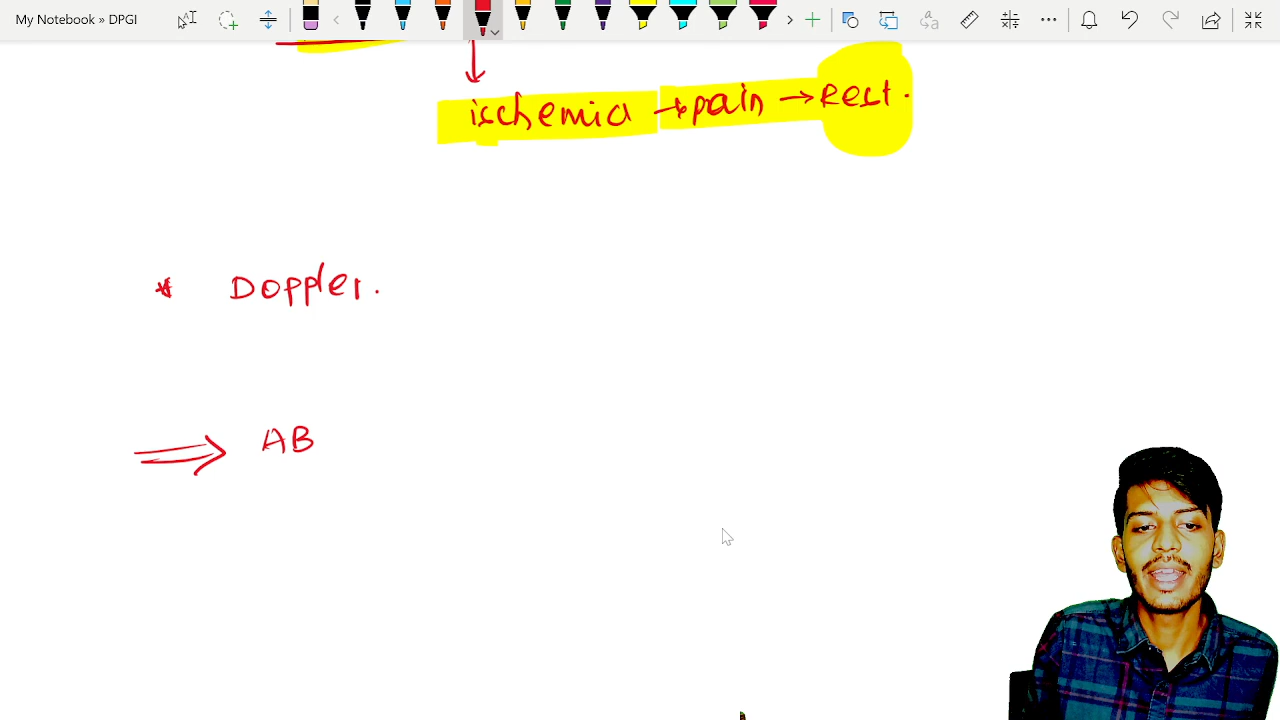 My Notebook » DPGI
ischemia → pain → Rest.
* Doppler.
⇒ AB